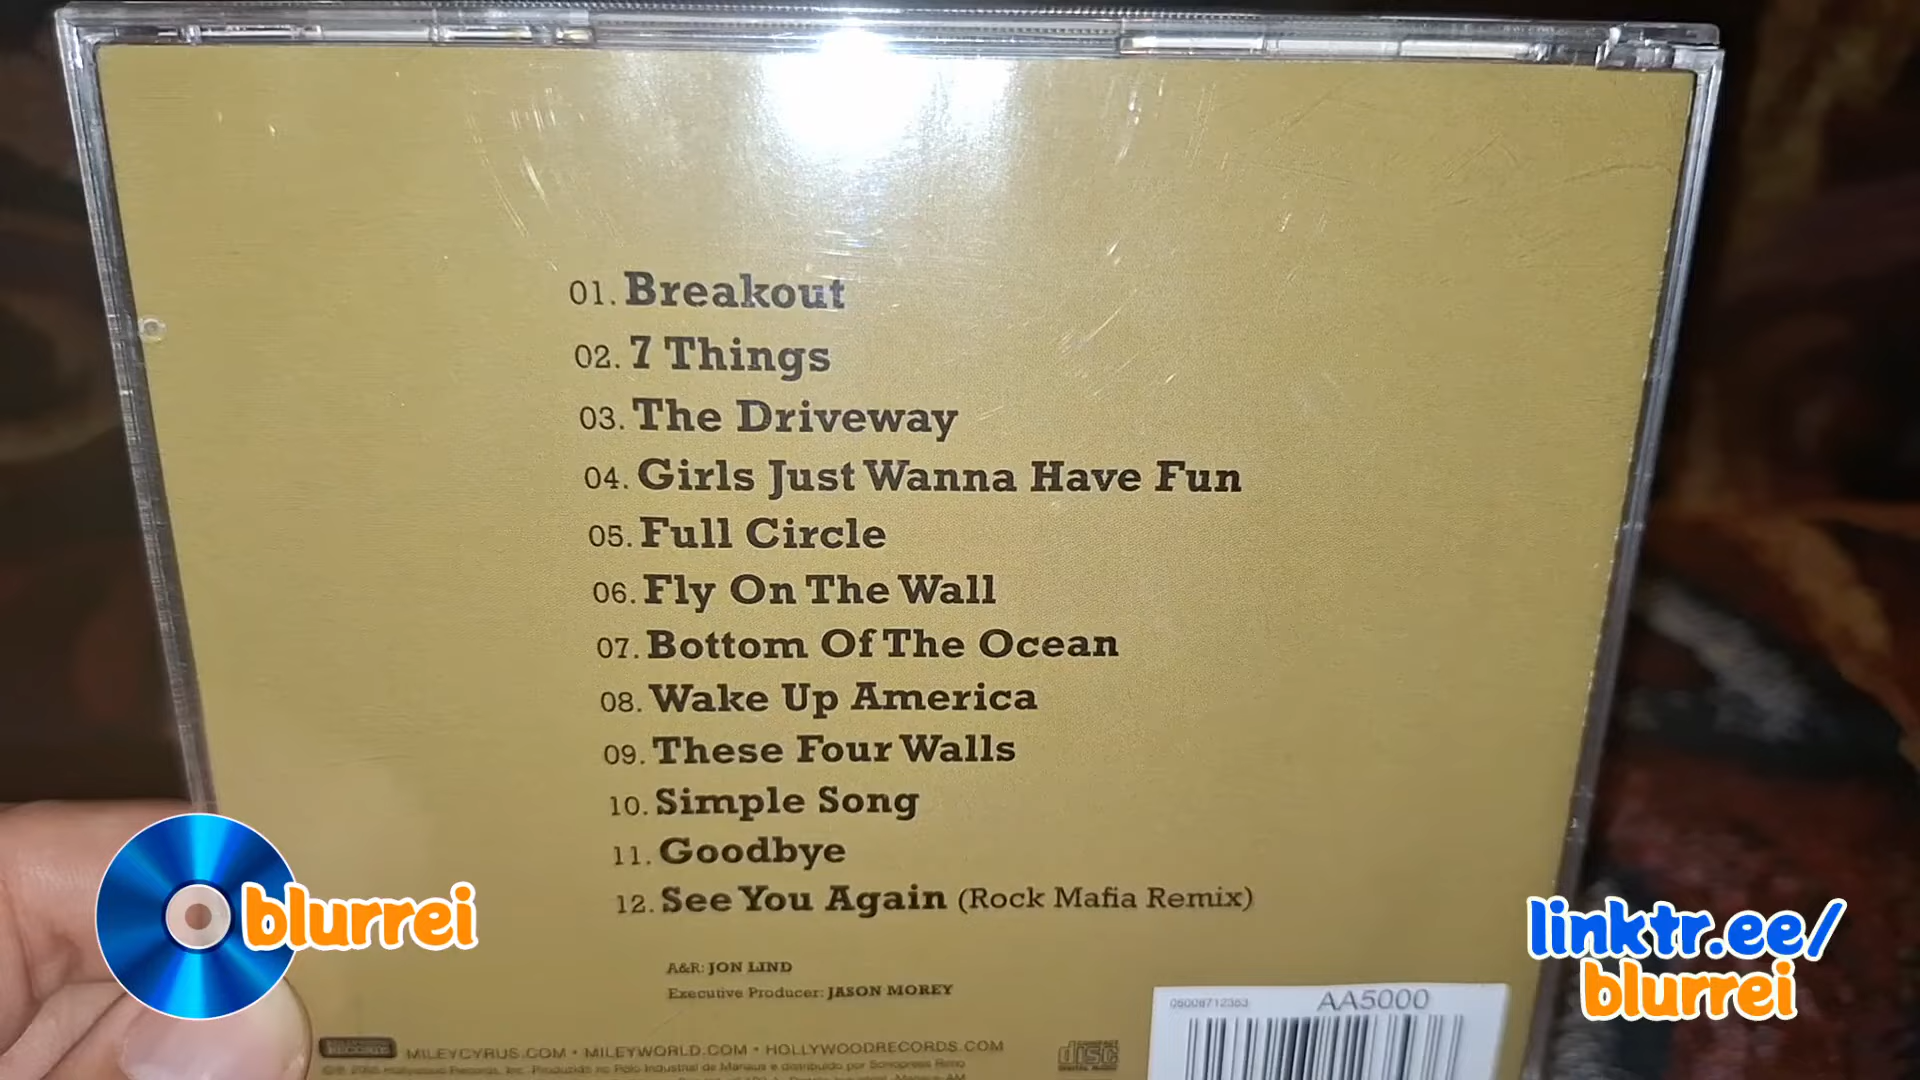 01. Breakout
02. 7 Things
03. The Driveway
04. Girls Just Wanna Have Fun
05. Full Circle
06. Fly On The Wall
07. Bottom Of The Ocean
08. Wake Up America
09. These Four Walls
10. Simple Song
11. Goodbye
12. See You Again (Rock Mafia Remix)
A&R: JON LIND
Executive Producer: JASON MOREY
AA5000
MILEYCYRUS.COM • MILEYWORLD.COM • HOLLYWOODRECORDS.COM
disc
blurrei
linktr.ee/
blurrei